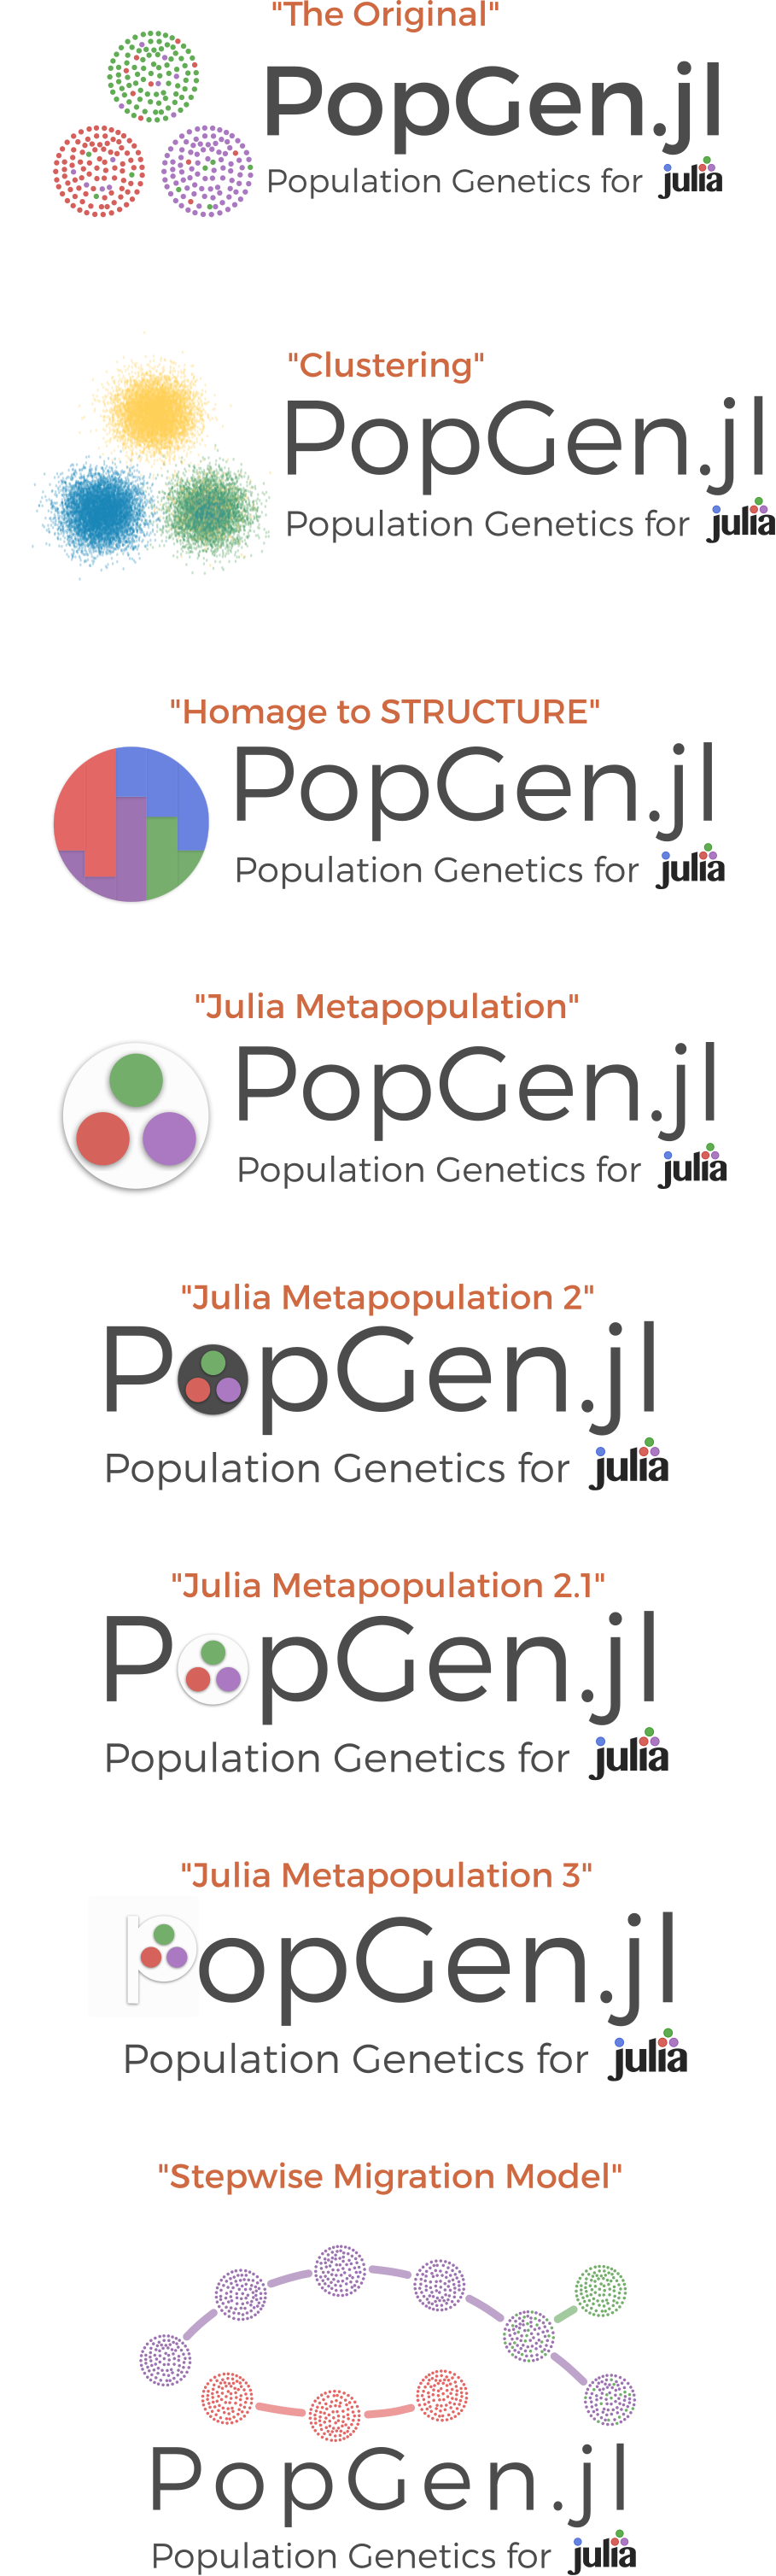 "The Original"
PopGen.jl
Population Genetics for julia
"Clustering"
PopGen.jl
Population Genetics for julia
"Homage to STRUCTURE"
PopGen.jl
Population Genetics for julia
"Julia Metapopulation"
PopGen.jl
Population Genetics for julia
"Julia Metapopulation 2"
PopGen.jl
Population Genetics for julia
"Julia Metapopulation 2.1"
PopGen.jl
Population Genetics for julia
"Julia Metapopulation 3"
PopGen.jl
Population Genetics for julia
"Stepwise Migration Model"
PopGen.jl
Population Genetics for julia